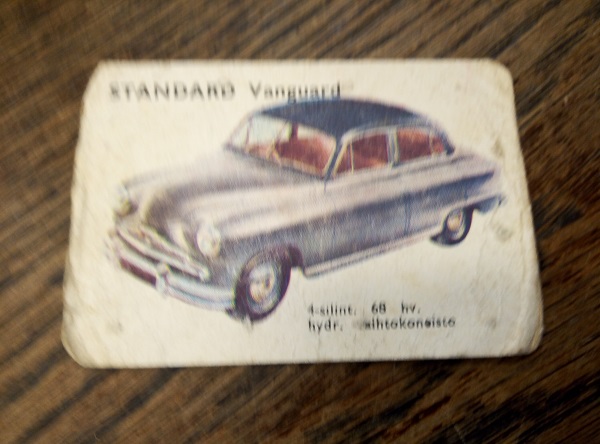 STANDARD Vanguard
4-silint. 68 hv.
hydr. vaihtokoneisto